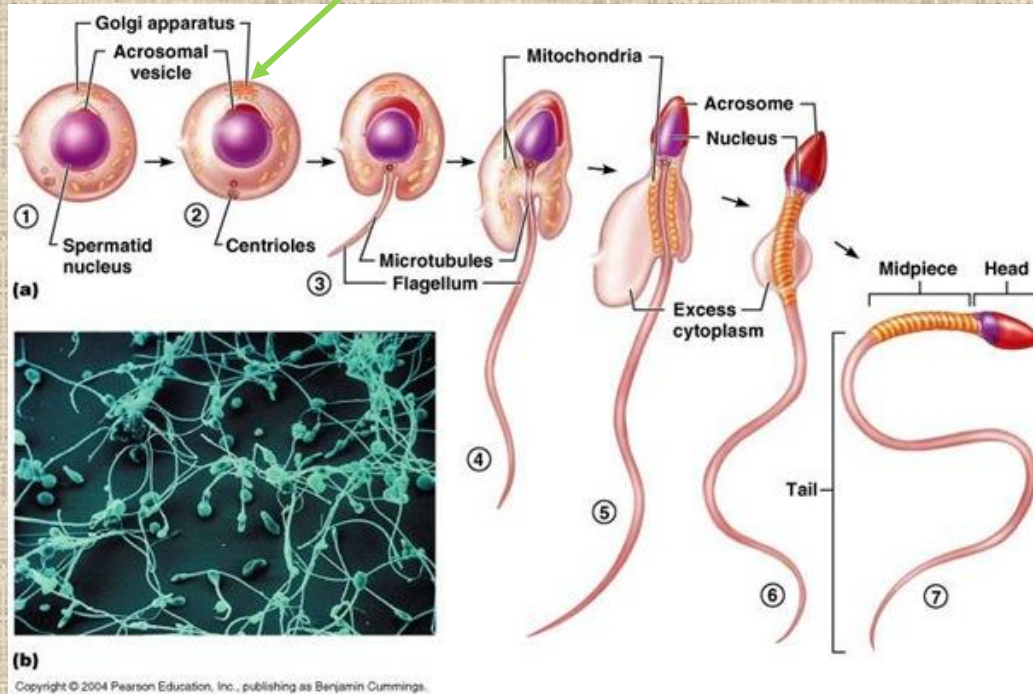 Golgi apparatus
Acrosomal
vesicle
①
Spermatid
nucleus
②
Centrioles
③
Microtubules
Flagellum
Mitochondria
④
⑤
Excess
cytoplasm
Acrosome
Nucleus
⑥
Midpiece
Head
Tail
⑦
(a)
(b)
Copyright © 2004 Pearson Education, Inc., publishing as Benjamin Cummings.